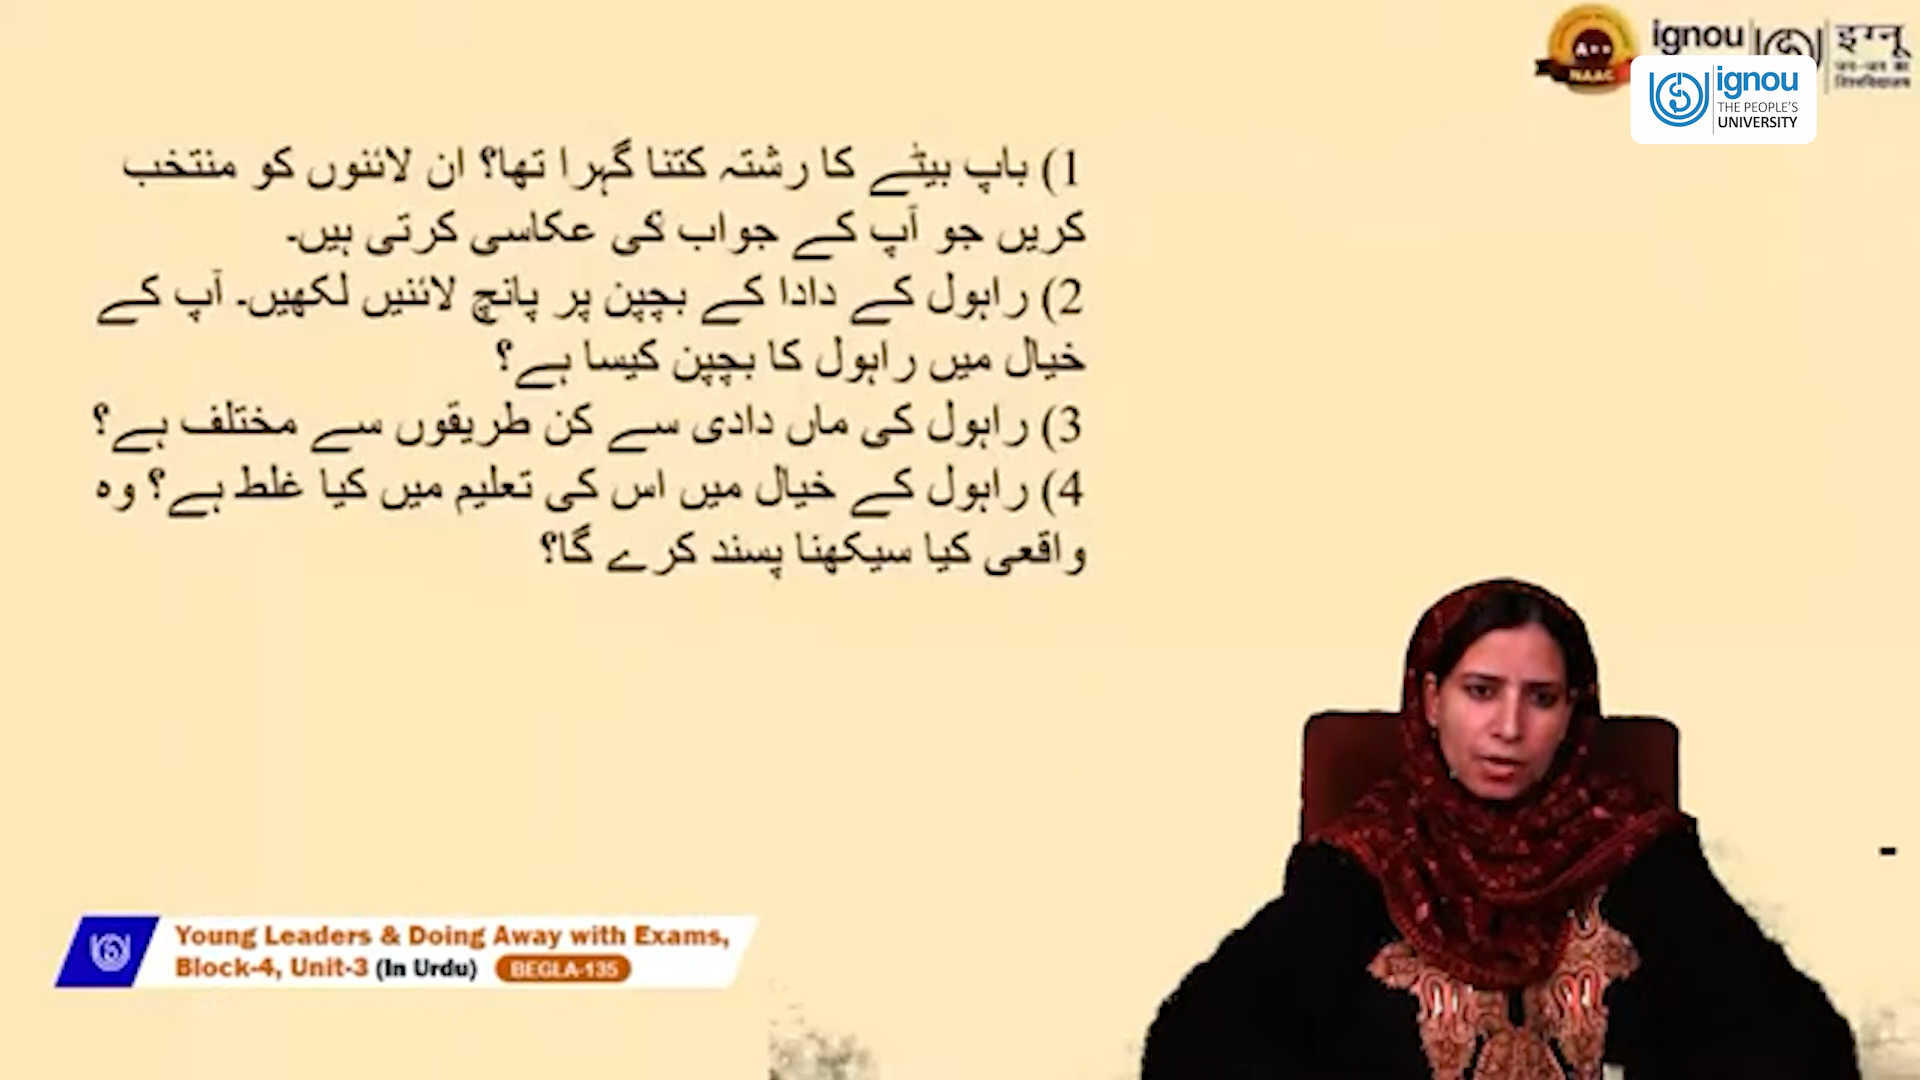 ignou
इग्नू
A++
NAAC
ignou
THE PEOPLE'S
UNIVERSITY
1) باپ بیٹے کا رشتہ کتنا گہرا تھا؟ ان لائنوں کو منتخب
کریں جو آپ کے جواب کی عکاسی کرتی ہیں۔
2) راہول کے دادا کے بچپن پر پانچ لائنیں لکھیں۔ آپ کے
خیال میں راہول کا بچپن کیسا ہے؟
3) راہول کی ماں دادی سے کن طریقوں سے مختلف ہے؟
4) راہول کے خیال میں اس کی تعلیم میں کیا غلط ہے؟ وہ
واقعی کیا سیکھنا پسند کرے گا؟
Young Leaders & Doing Away with Exams,
Block-4, Unit-3 (In Urdu) BEGLA-135